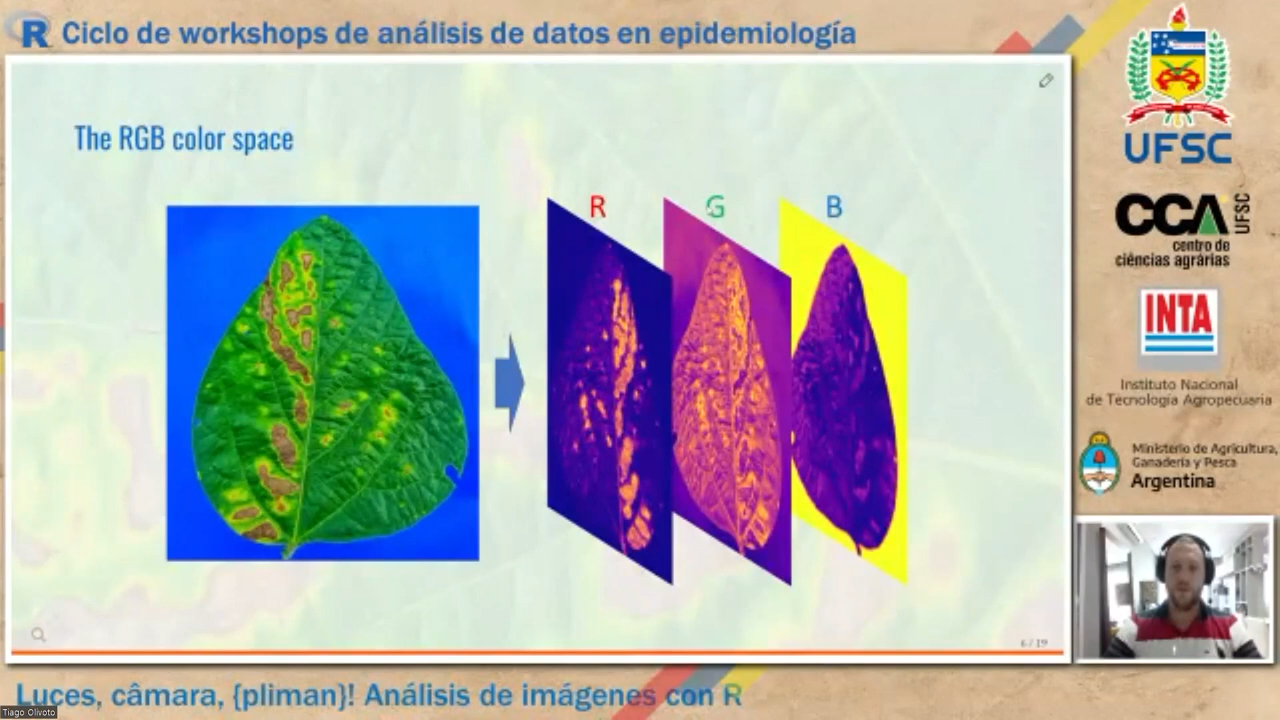 R Ciclo de workshops de análisis de datos en epidemiología
The RGB color space
R
G
B
6 / 19
UFSC
CCA UFSC
centro de
ciências agrárias
INTA
Instituto Nacional
de Tecnología Agropecuaria
Ministerio de Agricultura,
Ganadería y Pesca
Argentina
Luces, câmara, {pliman}! Análisis de imágenes con R
Tiago Olivoto